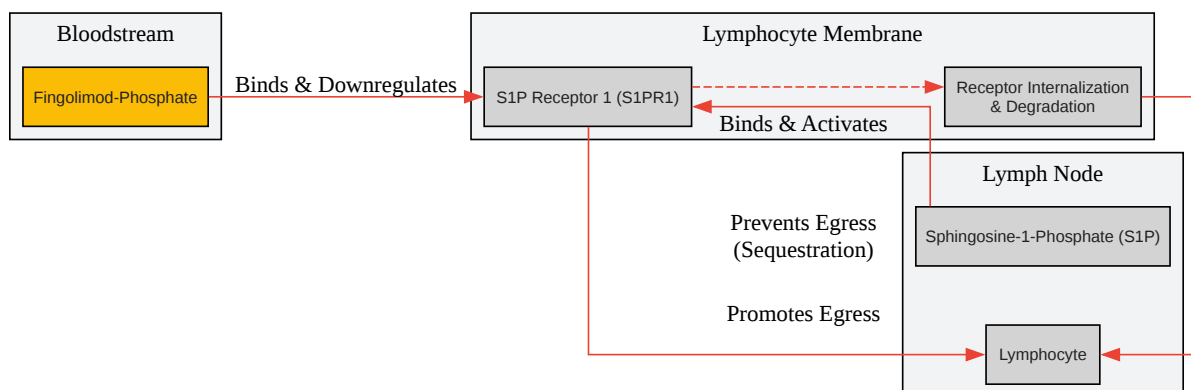 Bloodstream
Lymphocyte Membrane
Fingolimod-Phosphate
Binds & Downregulates
S1P Receptor 1 (S1PR1)
Receptor Internalization
& Degradation
Binds & Activates
Lymph Node
Prevents Egress
(Sequestration)
Sphingosine-1-Phosphate (S1P)
Promotes Egress
Lymphocyte